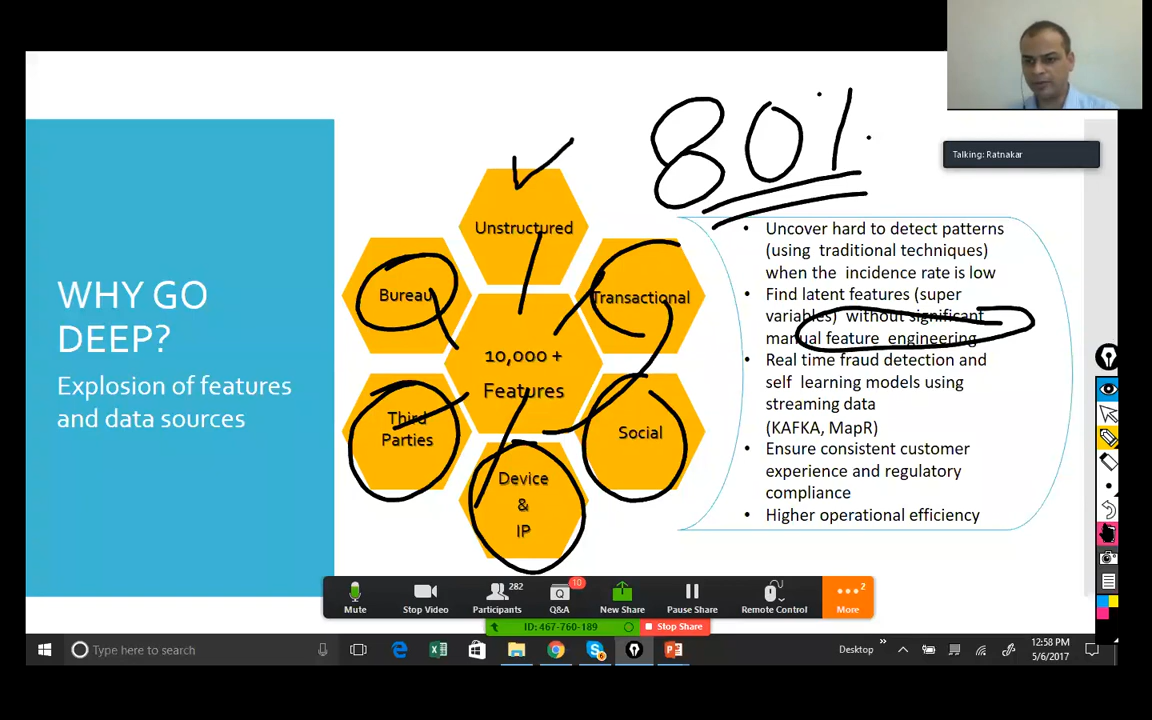 80%
Talking: Ratnakar
WHY GO
DEEP?
Explosion of features
and data sources
Unstructured
Bureau
Transactional
10,000 +
Features
Third
Parties
Social
Device
&
IP
• Uncover hard to detect patterns
(using traditional techniques)
when the incidence rate is low
• Find latent features (super
variables) without significant
manual feature engineering
• Real time fraud detection and
self learning models using
streaming data
(KAFKA, MapR)
• Ensure consistent customer
experience and regulatory
compliance
• Higher operational efficiency
282
10
2
Mute
Stop Video
Participants
Q&A
New Share
Pause Share
Remote Control
More
ID: 467-760-189
Stop Share
Type here to search
6
Desktop
»
12:58 PM
5/6/2017